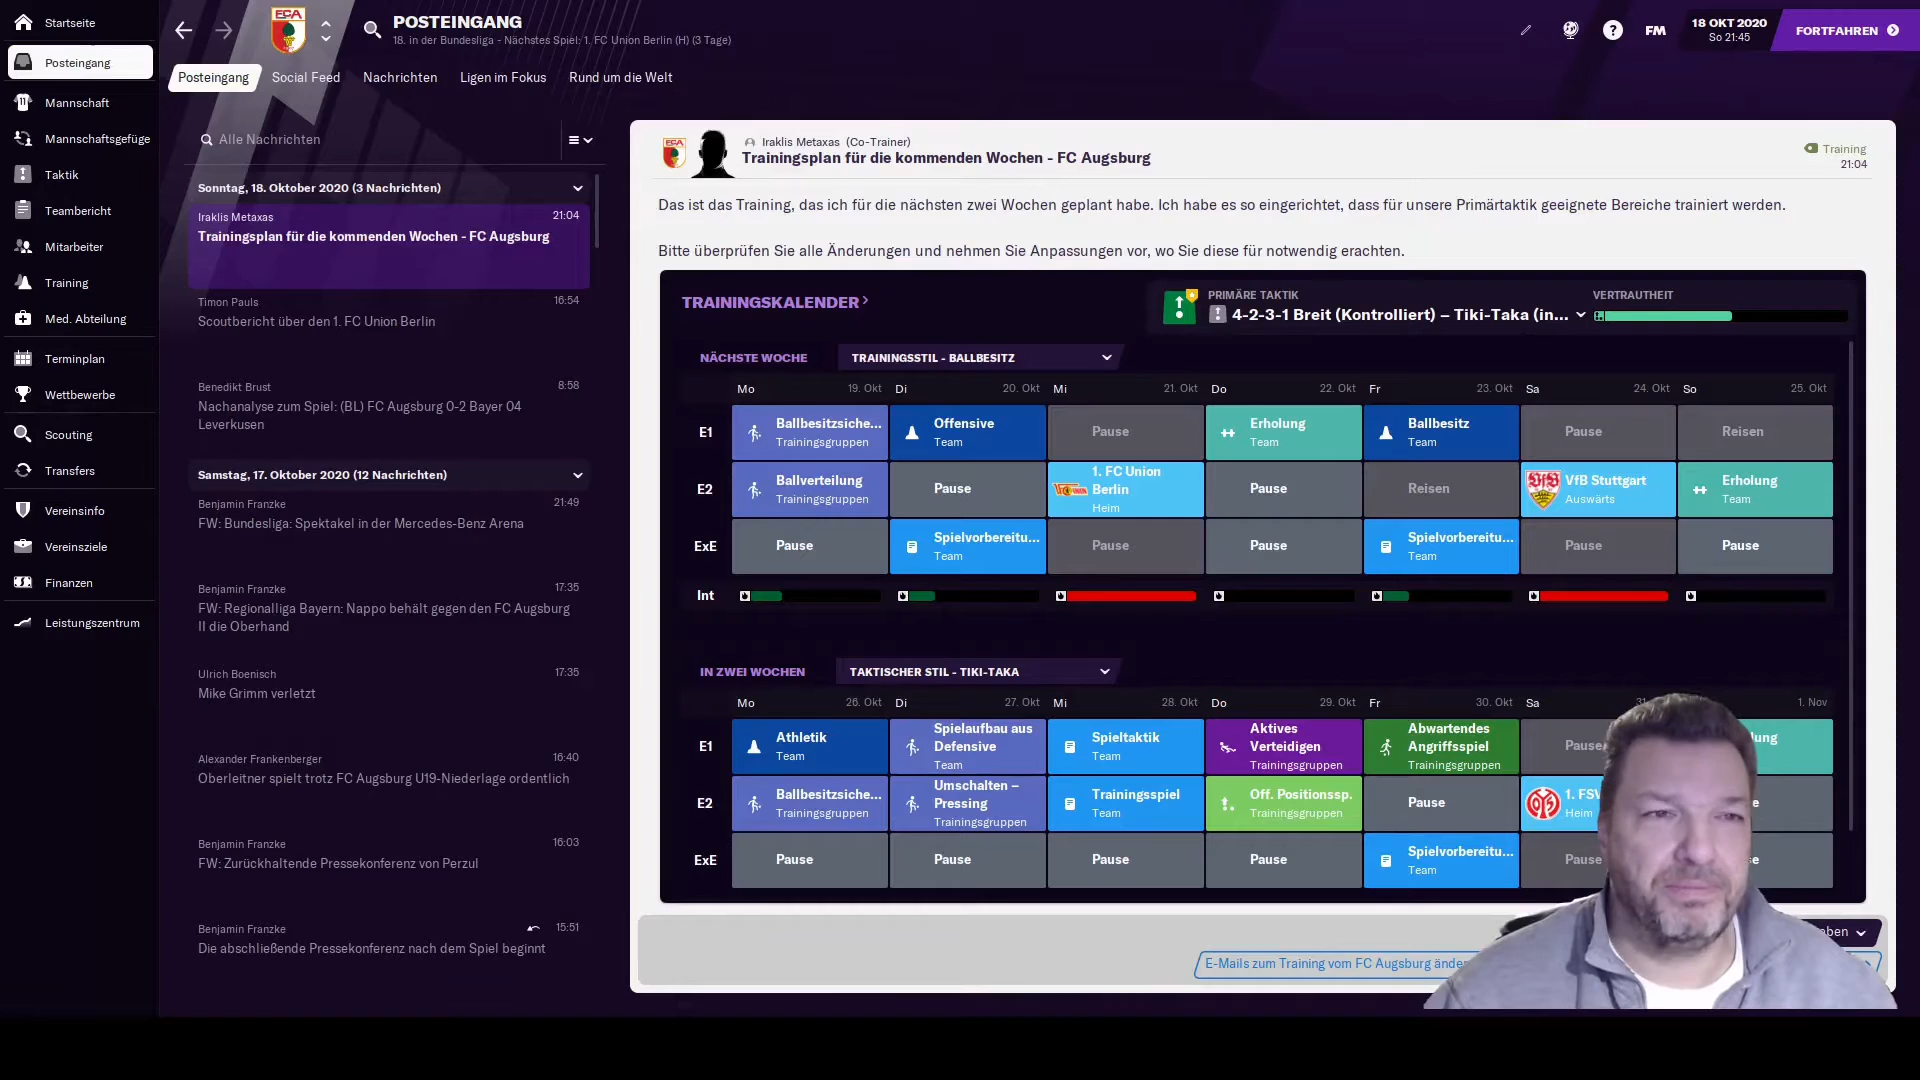 Startseite
Posteingang
Mannschaft
Mannschaftsgefüge
Taktik
Teambericht
Mitarbeiter
Training
Med. Abteilung
Terminplan
Wettbewerbe
Scouting
Transfers
Vereinsinfo
Vereinsziele
Finanzen
Leistungszentrum
FCA
POSTEINGANG
18. in der Bundesliga - Nächstes Spiel: 1. FC Union Berlin (H) (3 Tage)
FM
18 OKT 2020
So 21:45
FORTFAHREN
Posteingang Social Feed Nachrichten Ligen im Fokus Rund um die Welt
Alle Nachrichten
Sonntag, 18. Oktober 2020 (3 Nachrichten)
Iraklis Metaxas 21:04
Trainingsplan für die kommenden Wochen - FC Augsburg
Timon Pauls 16:54
Scoutbericht über den 1. FC Union Berlin
Benedikt Brust 8:58
Nachanalyse zum Spiel: (BL) FC Augsburg 0-2 Bayer 04
Leverkusen
Samstag, 17. Oktober 2020 (12 Nachrichten)
Benjamin Franzke 21:49
FW: Bundesliga: Spektakel in der Mercedes-Benz Arena
Benjamin Franzke 17:35
FW: Regionalliga Bayern: Nappo behält gegen den FC Augsburg
II die Oberhand
Ulrich Boenisch 17:35
Mike Grimm verletzt
Alexander Frankenberger 16:40
Oberleitner spielt trotz FC Augsburg U19-Niederlage ordentlich
Benjamin Franzke 16:03
FW: Zurückhaltende Pressekonferenz von Perzul
Benjamin Franzke 15:51
Die abschließende Pressekonferenz nach dem Spiel beginnt
Iraklis Metaxas (Co-Trainer)
Trainingsplan für die kommenden Wochen - FC Augsburg
Training
21:04
Das ist das Training, das ich für die nächsten zwei Wochen geplant habe. Ich habe es so eingerichtet, dass für unsere Primärtaktik geeignete Bereiche trainiert werden.
Bitte überprüfen Sie alle Änderungen und nehmen Sie Anpassungen vor, wo Sie diese für notwendig erachten.
TRAININGSKALENDER
PRIMÄRE TAKTIK
4-2-3-1 Breit (Kontrolliert) – Tiki-Taka (in...
VERTRAUTHEIT
NÄCHSTE WOCHE TRAININGSSTIL - BALLBESITZ
Mo 19. Okt Di 20. Okt Mi 21. Okt Do 22. Okt Fr 23. Okt Sa 24. Okt So 25. Okt
E1 Ballbesitzsiche... Trainingsgruppen Offensive Team Pause Erholung Team Ballbesitz Team Pause Reisen
E2 Ballverteilung Trainingsgruppen Pause 1. FC Union Berlin Heim Pause Reisen VfB Stuttgart Auswärts Erholung Team
ExE Pause Spielvorbereitu... Team Pause Pause Spielvorbereitu... Team Pause Pause
Int
IN ZWEI WOCHEN TAKTISCHER STIL - TIKI-TAKA
Mo 26. Okt Di 27. Okt Mi 28. Okt Do 29. Okt Fr 30. Okt Sa 31. 1. Nov
E1 Athletik Team Spielaufbau aus Defensive Team Spieltaktik Team Aktives Verteidigen Trainingsgruppen Abwartendes Angriffsspiel Trainingsgruppen Pause
E2 Ballbesitzsiche... Trainingsgruppen Umschalten – Pressing Trainingsgruppen Trainingsspiel Team Off. Positionssp. Trainingsgruppen Pause 1. FSV Heim
ExE Pause Pause Pause Pause Spielvorbereitu... Team Pause
E-Mails zum Training vom FC Augsburg änder